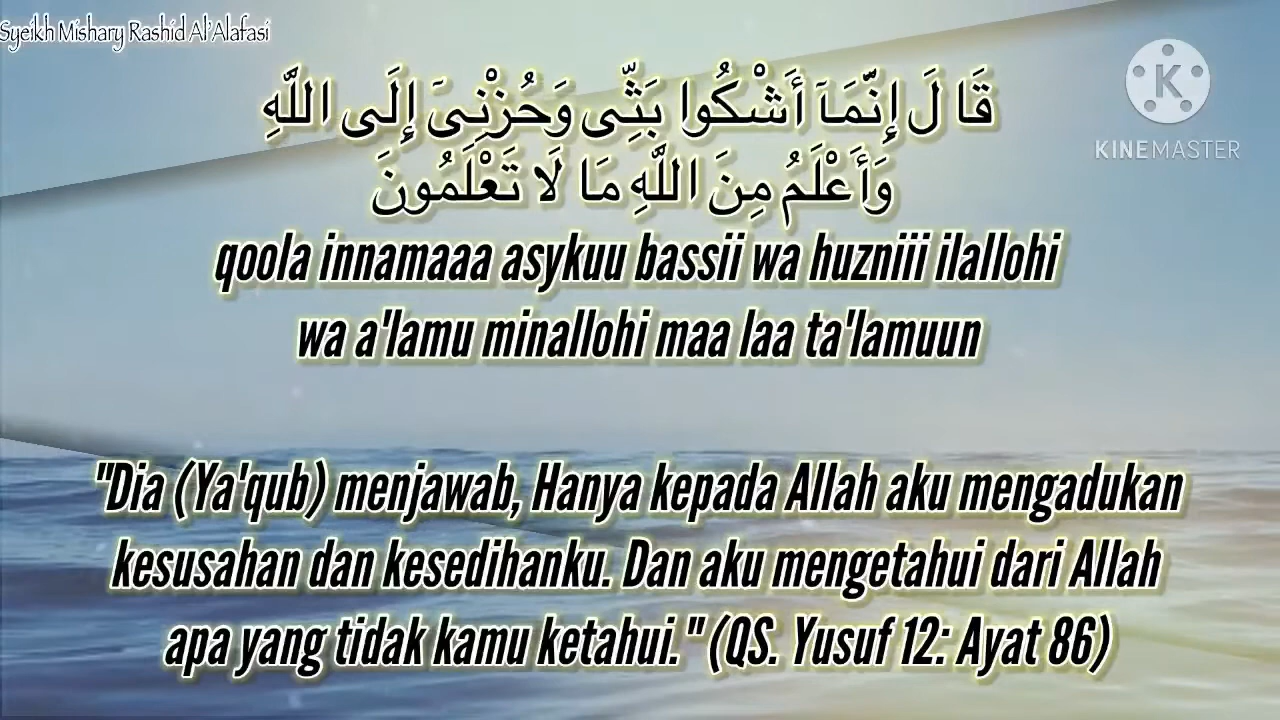 Syeikh Mishary Rashid Al'Alafasi
K
KINEMASTER
قَا لَ إِنَّمَاۤ أَشْكُوا بَثِّى وَحُزْنِىۤ إِلَى اللّٰهِ
وَأَعْلَمُ مِنَ اللّٰهِ مَا لَا تَعْلَمُونَ
qoola innamaaa asykuu bassii wa huzniii ilallohi
wa a'lamu minallohi maa laa ta'lamuun
"Dia (Ya'qub) menjawab, Hanya kepada Allah aku mengadukan
kesusahan dan kesedihanku. Dan aku mengetahui dari Allah
apa yang tidak kamu ketahui." (QS. Yusuf 12: Ayat 86)